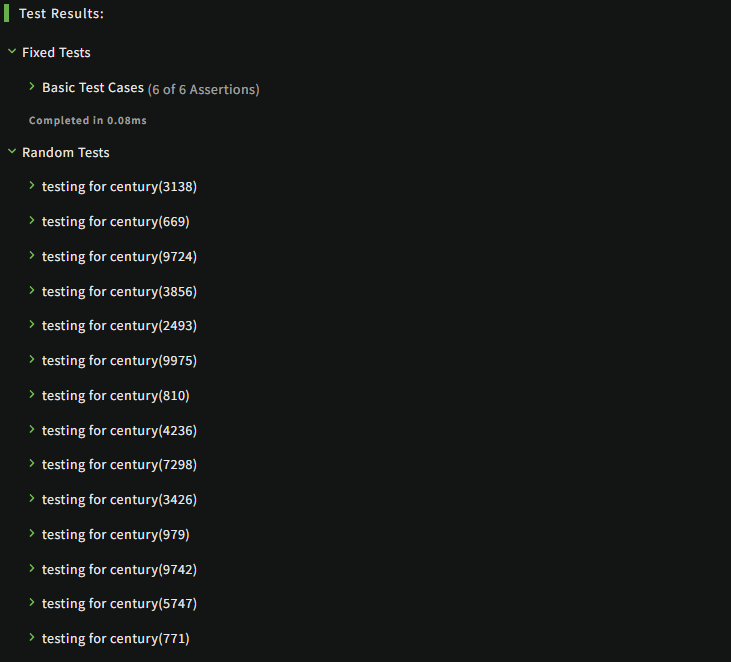 Test Results:
Fixed Tests
Basic Test Cases (6 of 6 Assertions)
Completed in 0.08ms
Random Tests
testing for century(3138)
testing for century(669)
testing for century(9724)
testing for century(3856)
testing for century(2493)
testing for century(9975)
testing for century(810)
testing for century(4236)
testing for century(7298)
testing for century(3426)
testing for century(979)
testing for century(9742)
testing for century(5747)
testing for century(771)